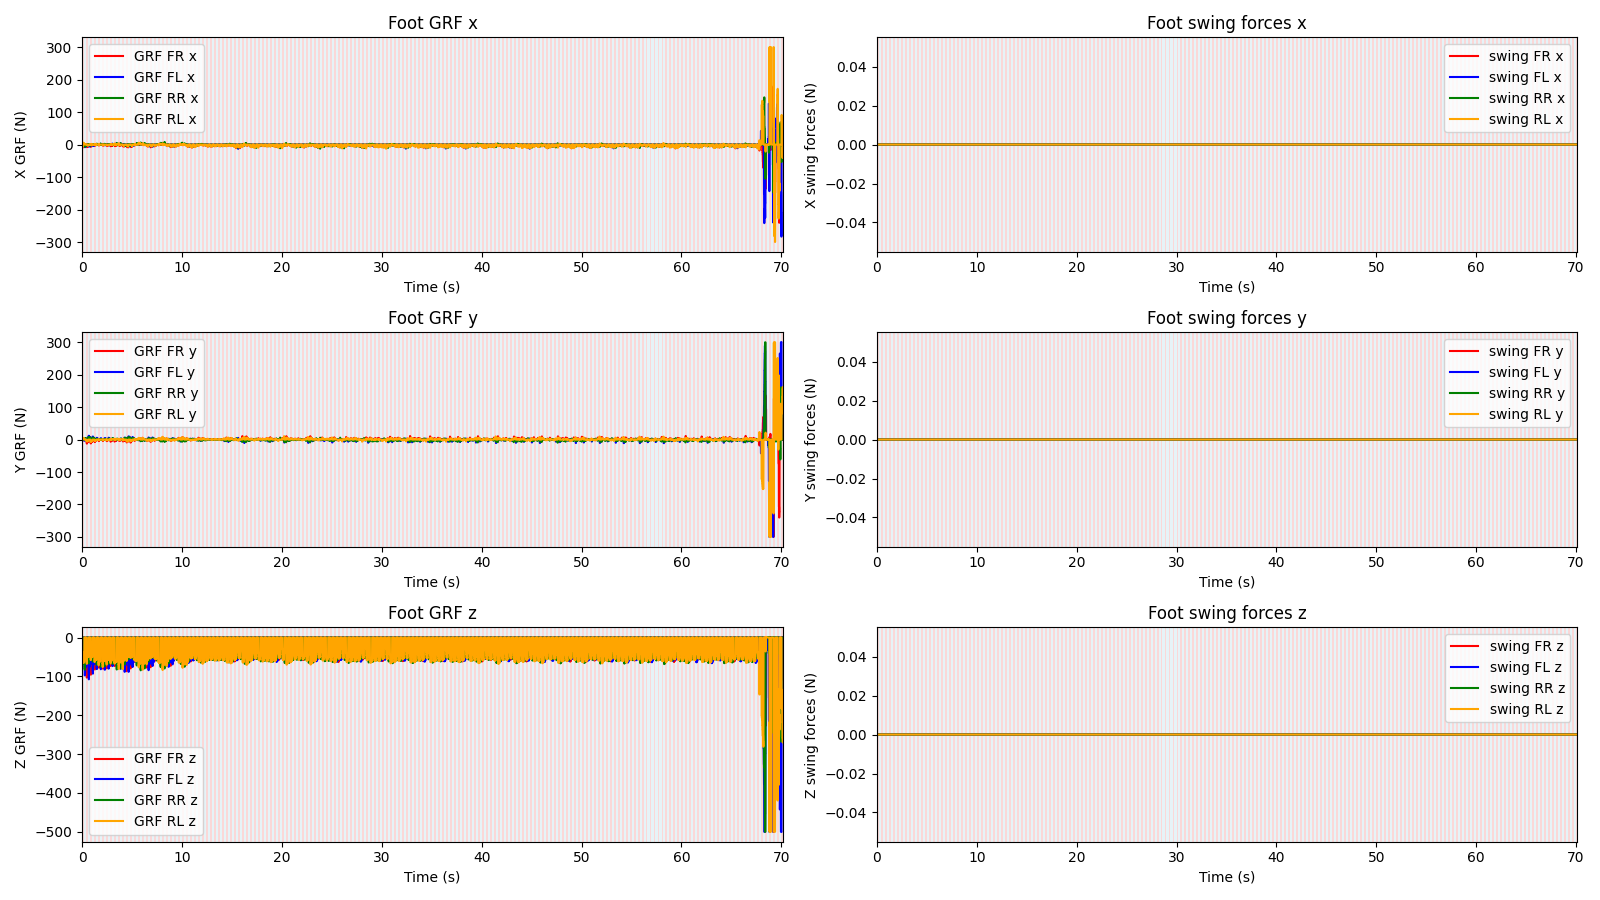 Foot GRF x
X GRF (N)
300
200
100
0
−100
−200
−300
GRF FR x
GRF FL x
GRF RR x
GRF RL x
0 10 20 30 40 50 60 70
Time (s)
Foot swing forces x
X swing forces (N)
0.04
0.02
0.00
−0.02
−0.04
swing FR x
swing FL x
swing RR x
swing RL x
0 10 20 30 40 50 60 70
Time (s)
Foot GRF y
Y GRF (N)
300
200
100
0
−100
−200
−300
GRF FR y
GRF FL y
GRF RR y
GRF RL y
0 10 20 30 40 50 60 70
Time (s)
Foot swing forces y
Y swing forces (N)
0.04
0.02
0.00
−0.02
−0.04
swing FR y
swing FL y
swing RR y
swing RL y
0 10 20 30 40 50 60 70
Time (s)
Foot GRF z
Z GRF (N)
0
−100
−200
−300
−400
−500
GRF FR z
GRF FL z
GRF RR z
GRF RL z
0 10 20 30 40 50 60 70
Time (s)
Foot swing forces z
Z swing forces (N)
0.04
0.02
0.00
−0.02
−0.04
swing FR z
swing FL z
swing RR z
swing RL z
0 10 20 30 40 50 60 70
Time (s)